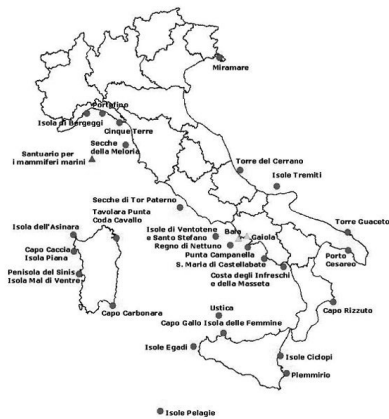 Miramare
Portofino
Isola di Bergeggi
Cinque Terre
Secche
della Meloria
Santuario per
i mammiferi marini
Torre del Cerrano
Isole Tremiti
Secche di Tor Paterno
Tavolara Punta
Coda Cavallo
Isola dell'Asinara
Isole di Ventotene
e Santo Stefano
Baia
Gaiola
Torre Guaceto
Regno di Nettuno
Capo Caccia
Isola Piana
Punta Campanella
Porto
Cesareo
S. Maria di Castellabate
Penisola del Sinis
Isola Mal di Ventre
Costa degli Infreschi
e della Masseta
Capo Carbonara
Ustica
Capo Rizzuto
Capo Gallo Isola delle Femmine
Isole Egadi
Isole Ciclopi
Plemmirio
Isole Pelagie